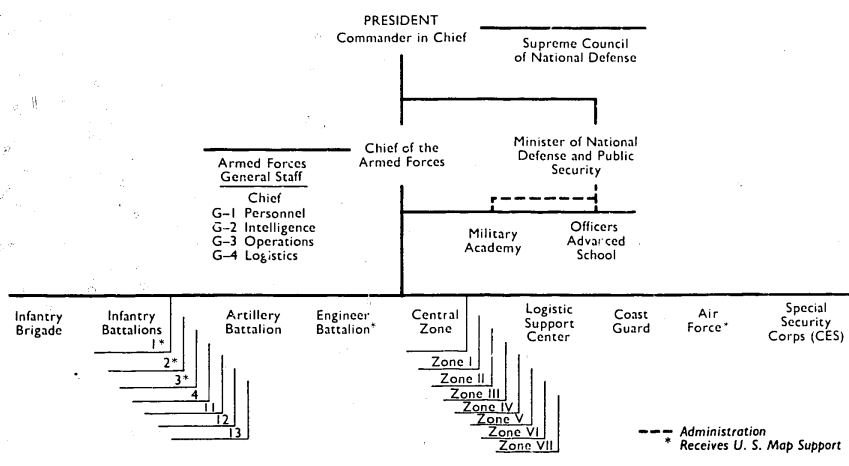 PRESIDENT
Commander in Chief
Supreme Council
of National Defense
Chief of the
Armed Forces
Minister of National
Defense and Public
Security
Armed Forces
General Staff
Chief
G-1 Personnel
G-2 Intelligence
G-3 Operations
G-4 Logistics
Military
Academy
Officers
Advanced
School
Infantry
Brigade
Infantry
Battalions
1*
2*
3*
4
11
12
13
Artillery
Battalion
Engineer
Battalion*
Central
Zone
Zone I
Zone II
Zone III
Zone IV
Zone V
Zone VI
Zone VII
Logistic
Support
Center
Coast
Guard
Air
Force*
Special
Security
Corps (CES)
--- Administration
* Receives U. S. Map Support